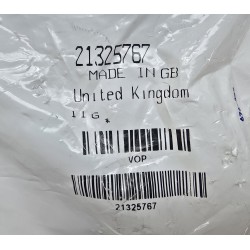 21325767
MADE IN GB
United Kingdom
11G *
VOP
21325767